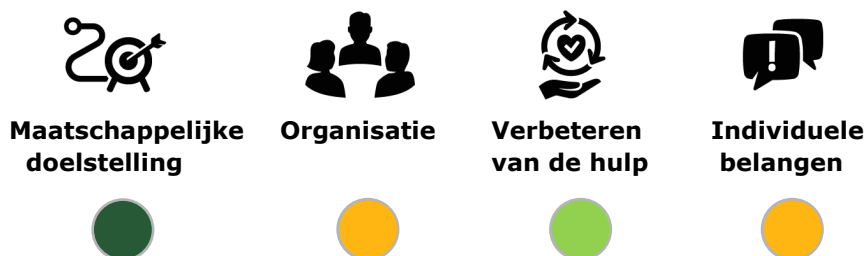 Maatschappelijke
doelstelling
Organisatie
Verbeteren
van de hulp
Individuele
belangen